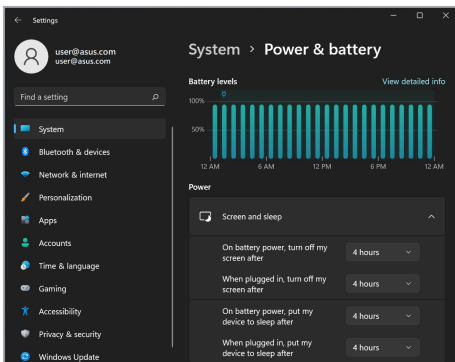 Settings
user@asus.com
user@asus.com
Find a setting
System
Bluetooth & devices
Network & internet
Personalization
Apps
Accounts
Time & language
Gaming
Accessibility
Privacy & security
Windows Update
System > Power & battery
Battery levels
View detailed info
100%
50%
12 AM 6 AM 12 PM 6 PM 12 AM
Power
Screen and sleep
On battery power, turn off my
screen after
4 hours
When plugged in, turn off my
screen after
4 hours
On battery power, put my
device to sleep after
4 hours
When plugged in, put my
device to sleep after
4 hours